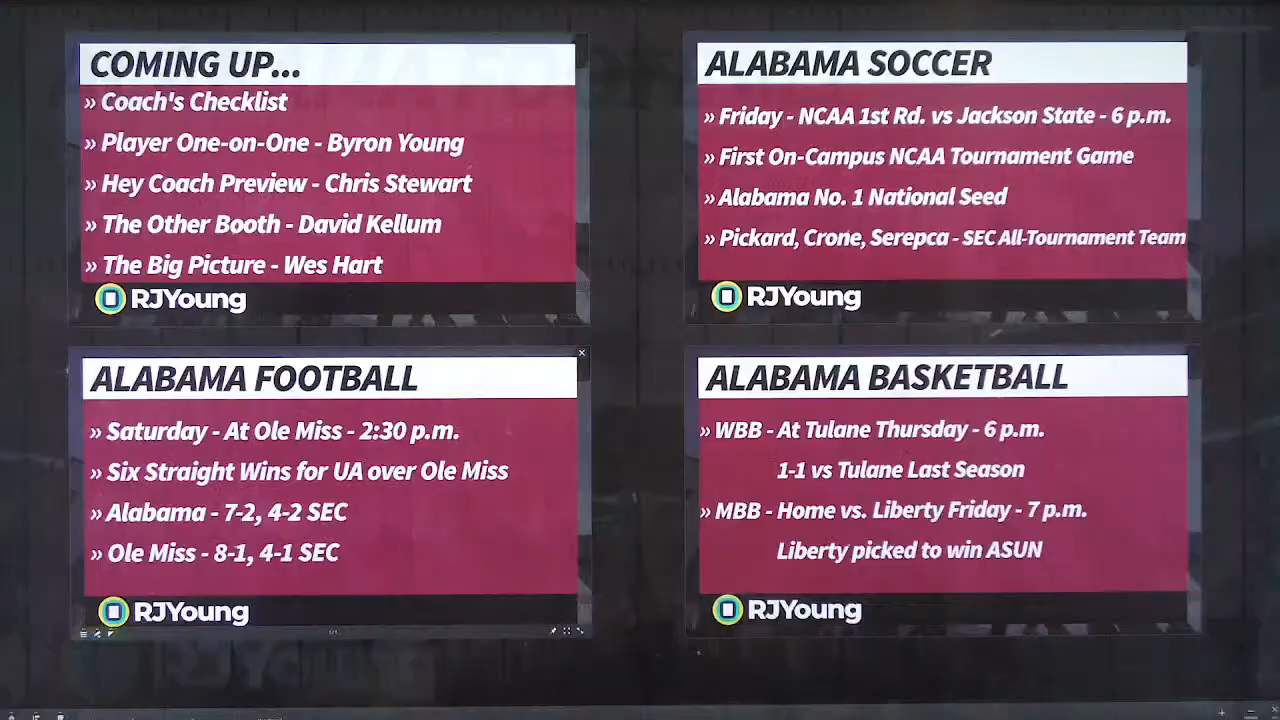 COMING UP...
» Coach's Checklist
» Player One-on-One - Byron Young
» Hey Coach Preview - Chris Stewart
» The Other Booth - David Kellum
» The Big Picture - Wes Hart
RJYoung
ALABAMA SOCCER
» Friday - NCAA 1st Rd. vs Jackson State - 6 p.m.
» First On-Campus NCAA Tournament Game
» Alabama No. 1 National Seed
» Pickard, Crone, Serepca - SEC All-Tournament Team
RJYoung
ALABAMA FOOTBALL
» Saturday - At Ole Miss - 2:30 p.m.
» Six Straight Wins for UA over Ole Miss
» Alabama - 7-2, 4-2 SEC
» Ole Miss - 8-1, 4-1 SEC
RJYoung
ALABAMA BASKETBALL
» WBB - At Tulane Thursday - 6 p.m.
1-1 vs Tulane Last Season
» MBB - Home vs. Liberty Friday - 7 p.m.
Liberty picked to win ASUN
RJYoung